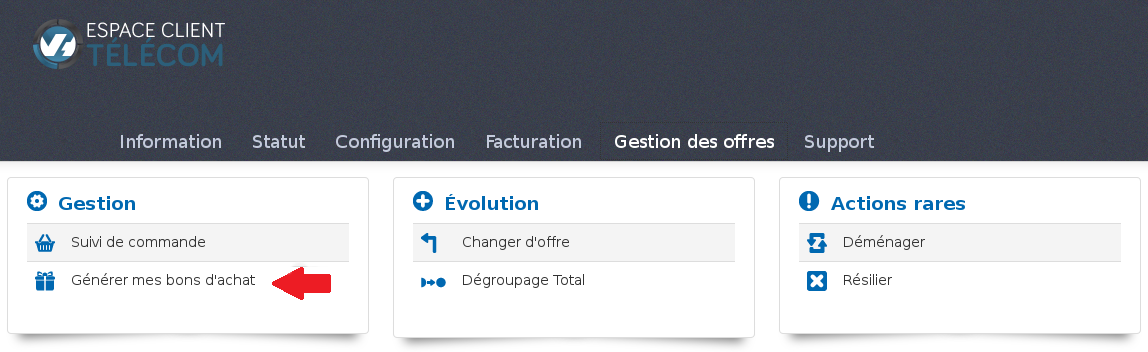 ESPACE CLIENT
TÉLÉCOM
Information Statut Configuration Facturation Gestion des offres Support
Gestion
Suivi de commande
Générer mes bons d'achat
Évolution
Changer d'offre
Dégroupage Total
Actions rares
Déménager
Résilier